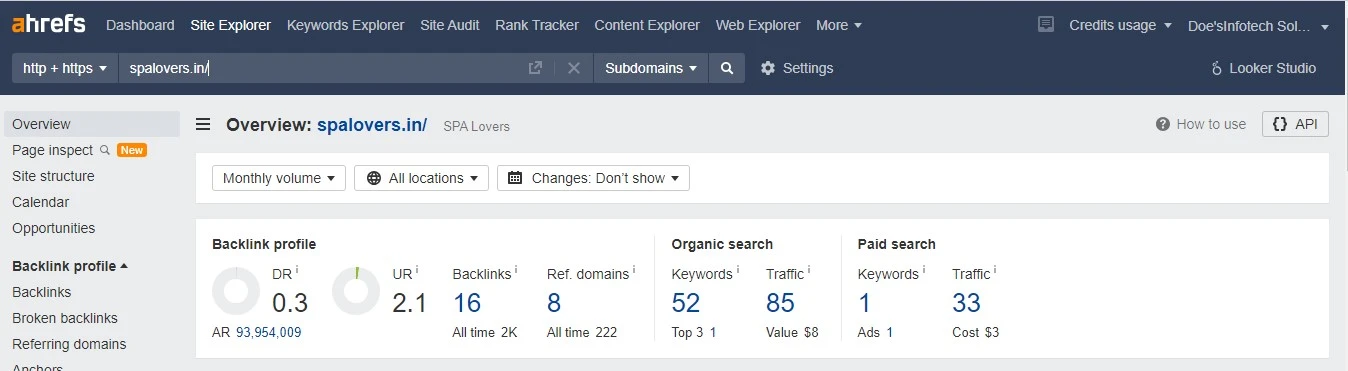 ahrefs Dashboard Site Explorer Keywords Explorer Site Audit Rank Tracker Content Explorer Web Explorer More Credits usage Doe'sInfotech Sol...
http + https spalovers.in/ Subdomains Settings Looker Studio
Overview
Page inspect New
Site structure
Calendar
Opportunities
Backlink profile
Backlinks
Broken backlinks
Referring domains
Anchors
Overview: spalovers.in/ SPA Lovers How to use {} API
Monthly volume All locations Changes: Don't show
Backlink profile
DR i
0.3
AR 93,954,009
UR i
2.1
Backlinks i
16
All time 2K
Ref. domains i
8
All time 222
Organic search
Keywords i
52
Top 3 1
Traffic i
85
Value $8
Paid search
Keywords i
1
Ads 1
Traffic i
33
Cost $3